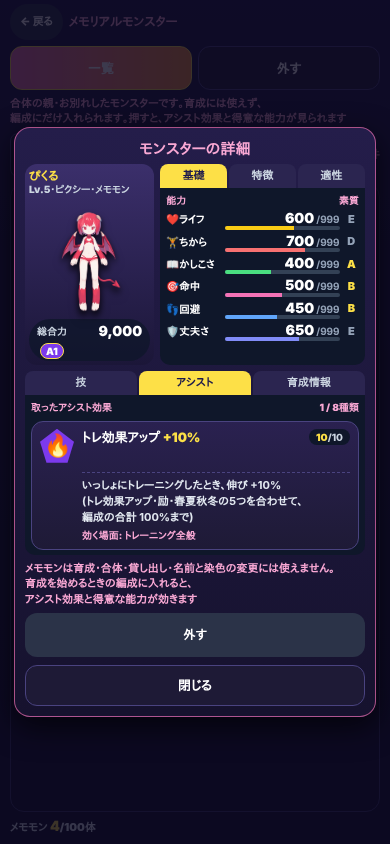 ← 戻る メモリアルモンスター
一覧 外す
合体の親・お別れしたモンスターです。育成には使えず、
編成にだけ入れられます。押すと、アシスト効果と得意な能力が見られます
モンスターの詳細
ぴくる
Lv.5・ピクシー・メモモン
総合力 9,000
A1
基礎 特徴 適性
能力 素質
ライフ 600/999 E
ちから 700/999 D
かしこさ 400/999 A
命中 500/999 B
回避 450/999 B
丈夫さ 650/999 E
技 アシスト 育成情報
取ったアシスト効果 1/8種類
トレ効果アップ +10% 10/10
いっしょにトレーニングしたとき、伸び +10%
(トレ効果アップ・励・春夏秋冬の5つを合わせて、
編成の合計 100%まで)
効く場面: トレーニング全般
メモモンは育成・合体・貸し出し・名前と染色の変更には使えません。
育成を始めるときの編成に入れると、
アシスト効果と得意な能力が効きます
外す
閉じる
メモモン 4/100体